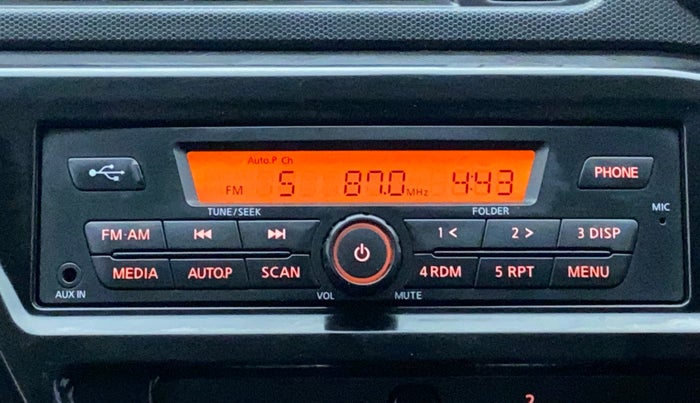 Auto.P Ch
FM 5 87.0 MHz 4:43
PHONE
TUNE/SEEK FOLDER
MIC
FM·AM 1 < 2 > 3 DISP
MEDIA AUTO.P SCAN 4 RDM 5 RPT MENU
AUX IN VOL MUTE
2